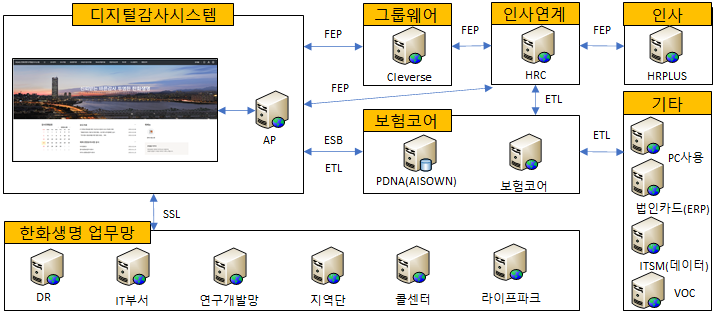 디지털감사시스템
그룹웨어
인사연계
인사
FEP
FEP
FEP
Cleverse
HRC
HRPLUS
FEP
ETL
기타
AP
보험코어
ESB
ETL
ETL
PDNA(AISOWN)
보험코어
PC사용
법인카드(ERP)
SSL
한화생명 업무망
ITSM(데이터)
VOC
DR
IT부서
연구개발망
지역단
콜센터
라이프파크